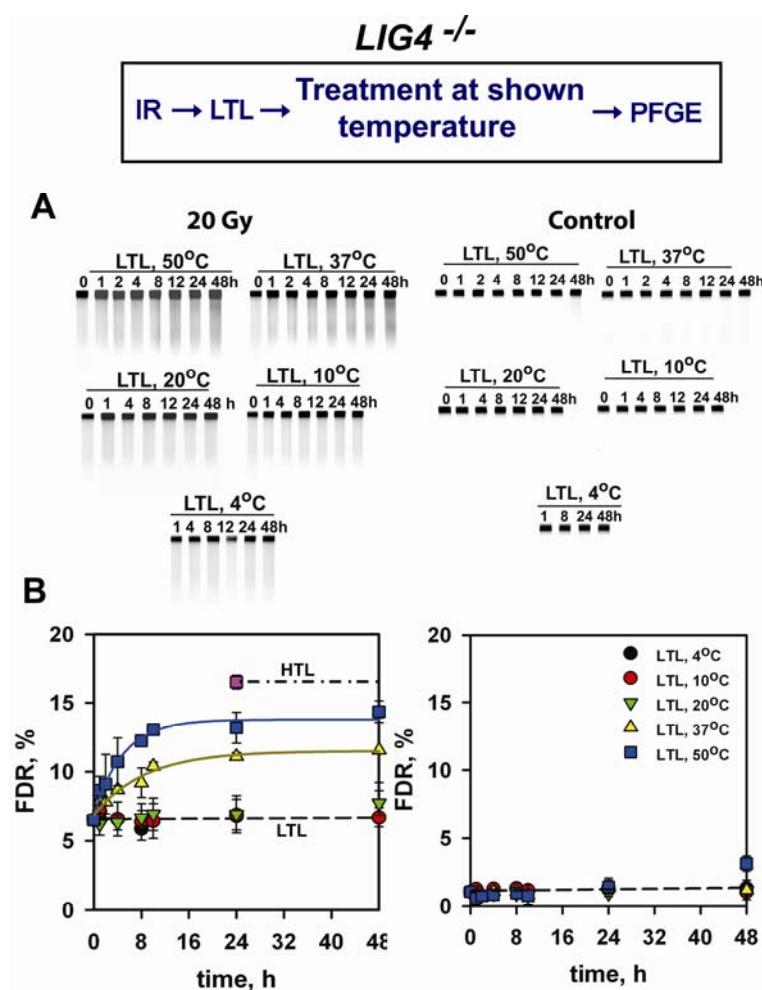 LIG4 -/-
IR → LTL → Treatment at shown temperature → PFGE
A
20 Gy
Control
LTL, 50°C
0 1 2 4 8 12 24 48h
LTL, 37°C
0 1 2 4 8 12 24 48h
LTL, 50°C
0 1 2 4 8 12 24 48h
LTL, 37°C
0 1 2 4 8 12 24 48h
LTL, 20°C
0 1 4 8 12 24 48 h
LTL, 10°C
0 1 4 8 12 24 48h
LTL, 20°C
0 1 4 8 12 24 48h
LTL, 10°C
0 1 4 8 12 24 48h
LTL, 4°C
1 4 8 12 24 48h
LTL, 4°C
1 8 24 48h
B
FDR, %
20
15
10
5
0
HTL
LTL
0 8 16 24 32 40 48
time, h
FDR, %
20
15
10
5
0
LTL, 4°C
LTL, 10°C
LTL, 20°C
LTL, 37°C
LTL, 50°C
0 8 16 24 32 40 48
time, h